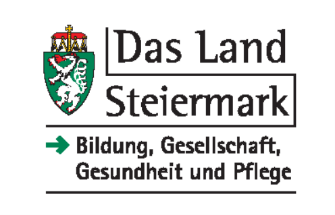 Das Land
Steiermark
Bildung, Gesellschaft,
Gesundheit und Pflege